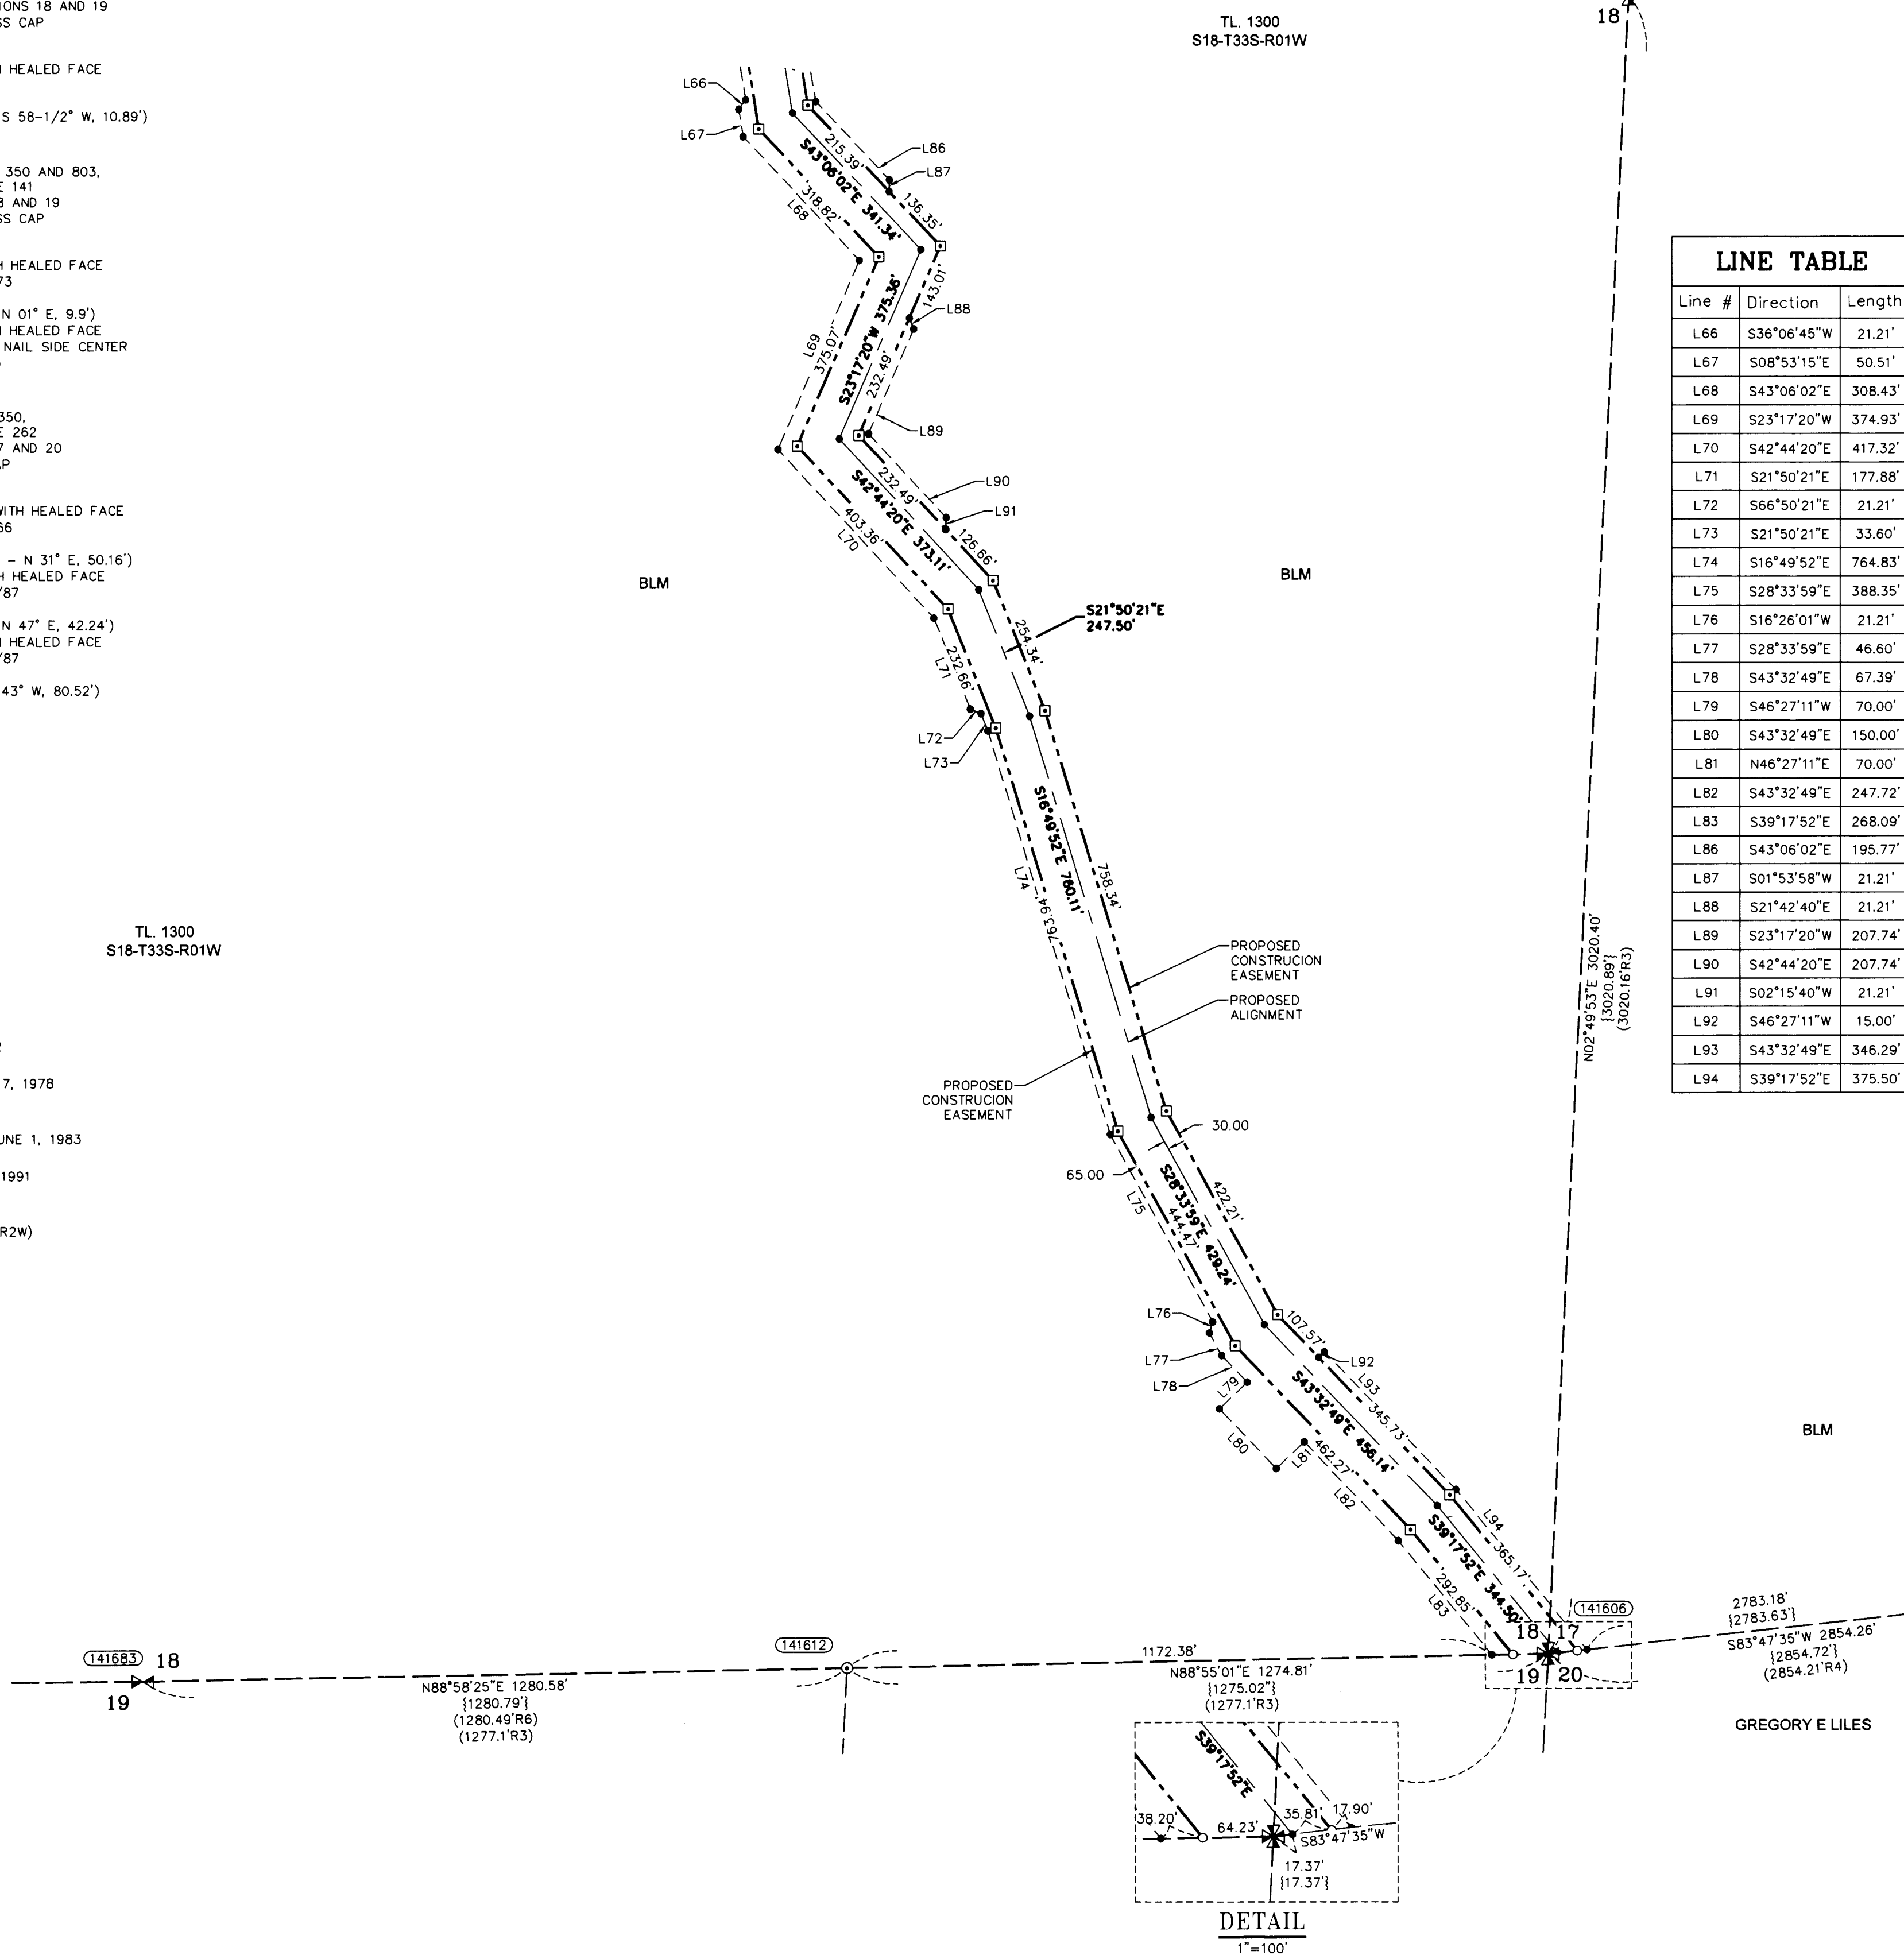 IONS 18 AND 19
SS CAP
HEALED FACE
S 58-1/2° W, 10.89')
350 AND 803,
E 141
AND 19
SS CAP
HEALED FACE
73
N 01° E, 9.9')
HEALED FACE
NAIL SIDE CENTER
350,
E 262
7 AND 20
AP
WITH HEALED FACE
66
- N 31° E, 50.16')
H HEALED FACE
/87
N 47° E, 42.24')
HEALED FACE
/87
43° W, 80.52')
TL. 1300
S18-T33S-R01W
7, 1978
UNE 1, 1983
1991
R2W)
TL. 1300
S18-T33S-R01W
18
L66
L67
L86
L87
215.39'
S43°06'02"E 341.34'
136.35'
318.82'
L68
143.01'
L88
S23°17'20"W 375.36'
L69
375.07'
232.49'
L89
232.49'
L90
L91
S42°44'20"E 373.11'
403.36'
L70
126.66'
BLM
BLM
S21°50'21"E
247.50'
254.34'
232.66'
L71
L72
L73
S16°49'52"E 760.11'
L74
763.94'
758.34'
PROPOSED
CONSTRUCION
EASEMENT
PROPOSED
ALIGNMENT
PROPOSED
CONSTRUCION
EASEMENT
30.00
65.00
L75
S28°33'59"E 429.24'
444.47'
422.21'
L76
L77
L78
L79
L80
L81
107.57'
L92
L93
345.73'
S43°32'49"E 456.14'
462.27'
L82
L94
365.17'
S39°17'52"E 344.50'
292.85'
L83
N02°49'53"E 3020.40'
{3020.89'}
(3020.16'R3)
BLM
LINE TABLE
Line # Direction Length
L66 S36°06'45"W 21.21'
L67 S08°53'15"E 50.51'
L68 S43°06'02"E 308.43'
L69 S23°17'20"W 374.93'
L70 S42°44'20"E 417.32'
L71 S21°50'21"E 177.88'
L72 S66°50'21"E 21.21'
L73 S21°50'21"E 33.60'
L74 S16°49'52"E 764.83'
L75 S28°33'59"E 388.35'
L76 S16°26'01"W 21.21'
L77 S28°33'59"E 46.60'
L78 S43°32'49"E 67.39'
L79 S46°27'11"W 70.00'
L80 S43°32'49"E 150.00'
L81 N46°27'11"E 70.00'
L82 S43°32'49"E 247.72'
L83 S39°17'52"E 268.09'
L86 S43°06'02"E 195.77'
L87 S01°53'58"W 21.21'
L88 S21°42'40"E 21.21'
L89 S23°17'20"W 207.74'
L90 S42°44'20"E 207.74'
L91 S02°15'40"W 21.21'
L92 S46°27'11"W 15.00'
L93 S43°32'49"E 346.29'
L94 S39°17'52"E 375.50'
141683 18
19
N88°58'25"E 1280.58'
{1280.79'}
(1280.49'R6)
(1277.1'R3)
141612
1172.38'
N88°55'01"E 1274.81'
{1275.02"}
(1277.1'R3)
141606
18 17
19 20
2783.18'
{2783.63'}
S83°47'35"W 2854.26'
{2854.72'}
(2854.21'R4)
GREGORY E LILES
S39°17'52"E
38.20'
64.23'
35.81'
17.90'
S83°47'35"W
17.37'
{17.37'}
DETAIL
1"=100'